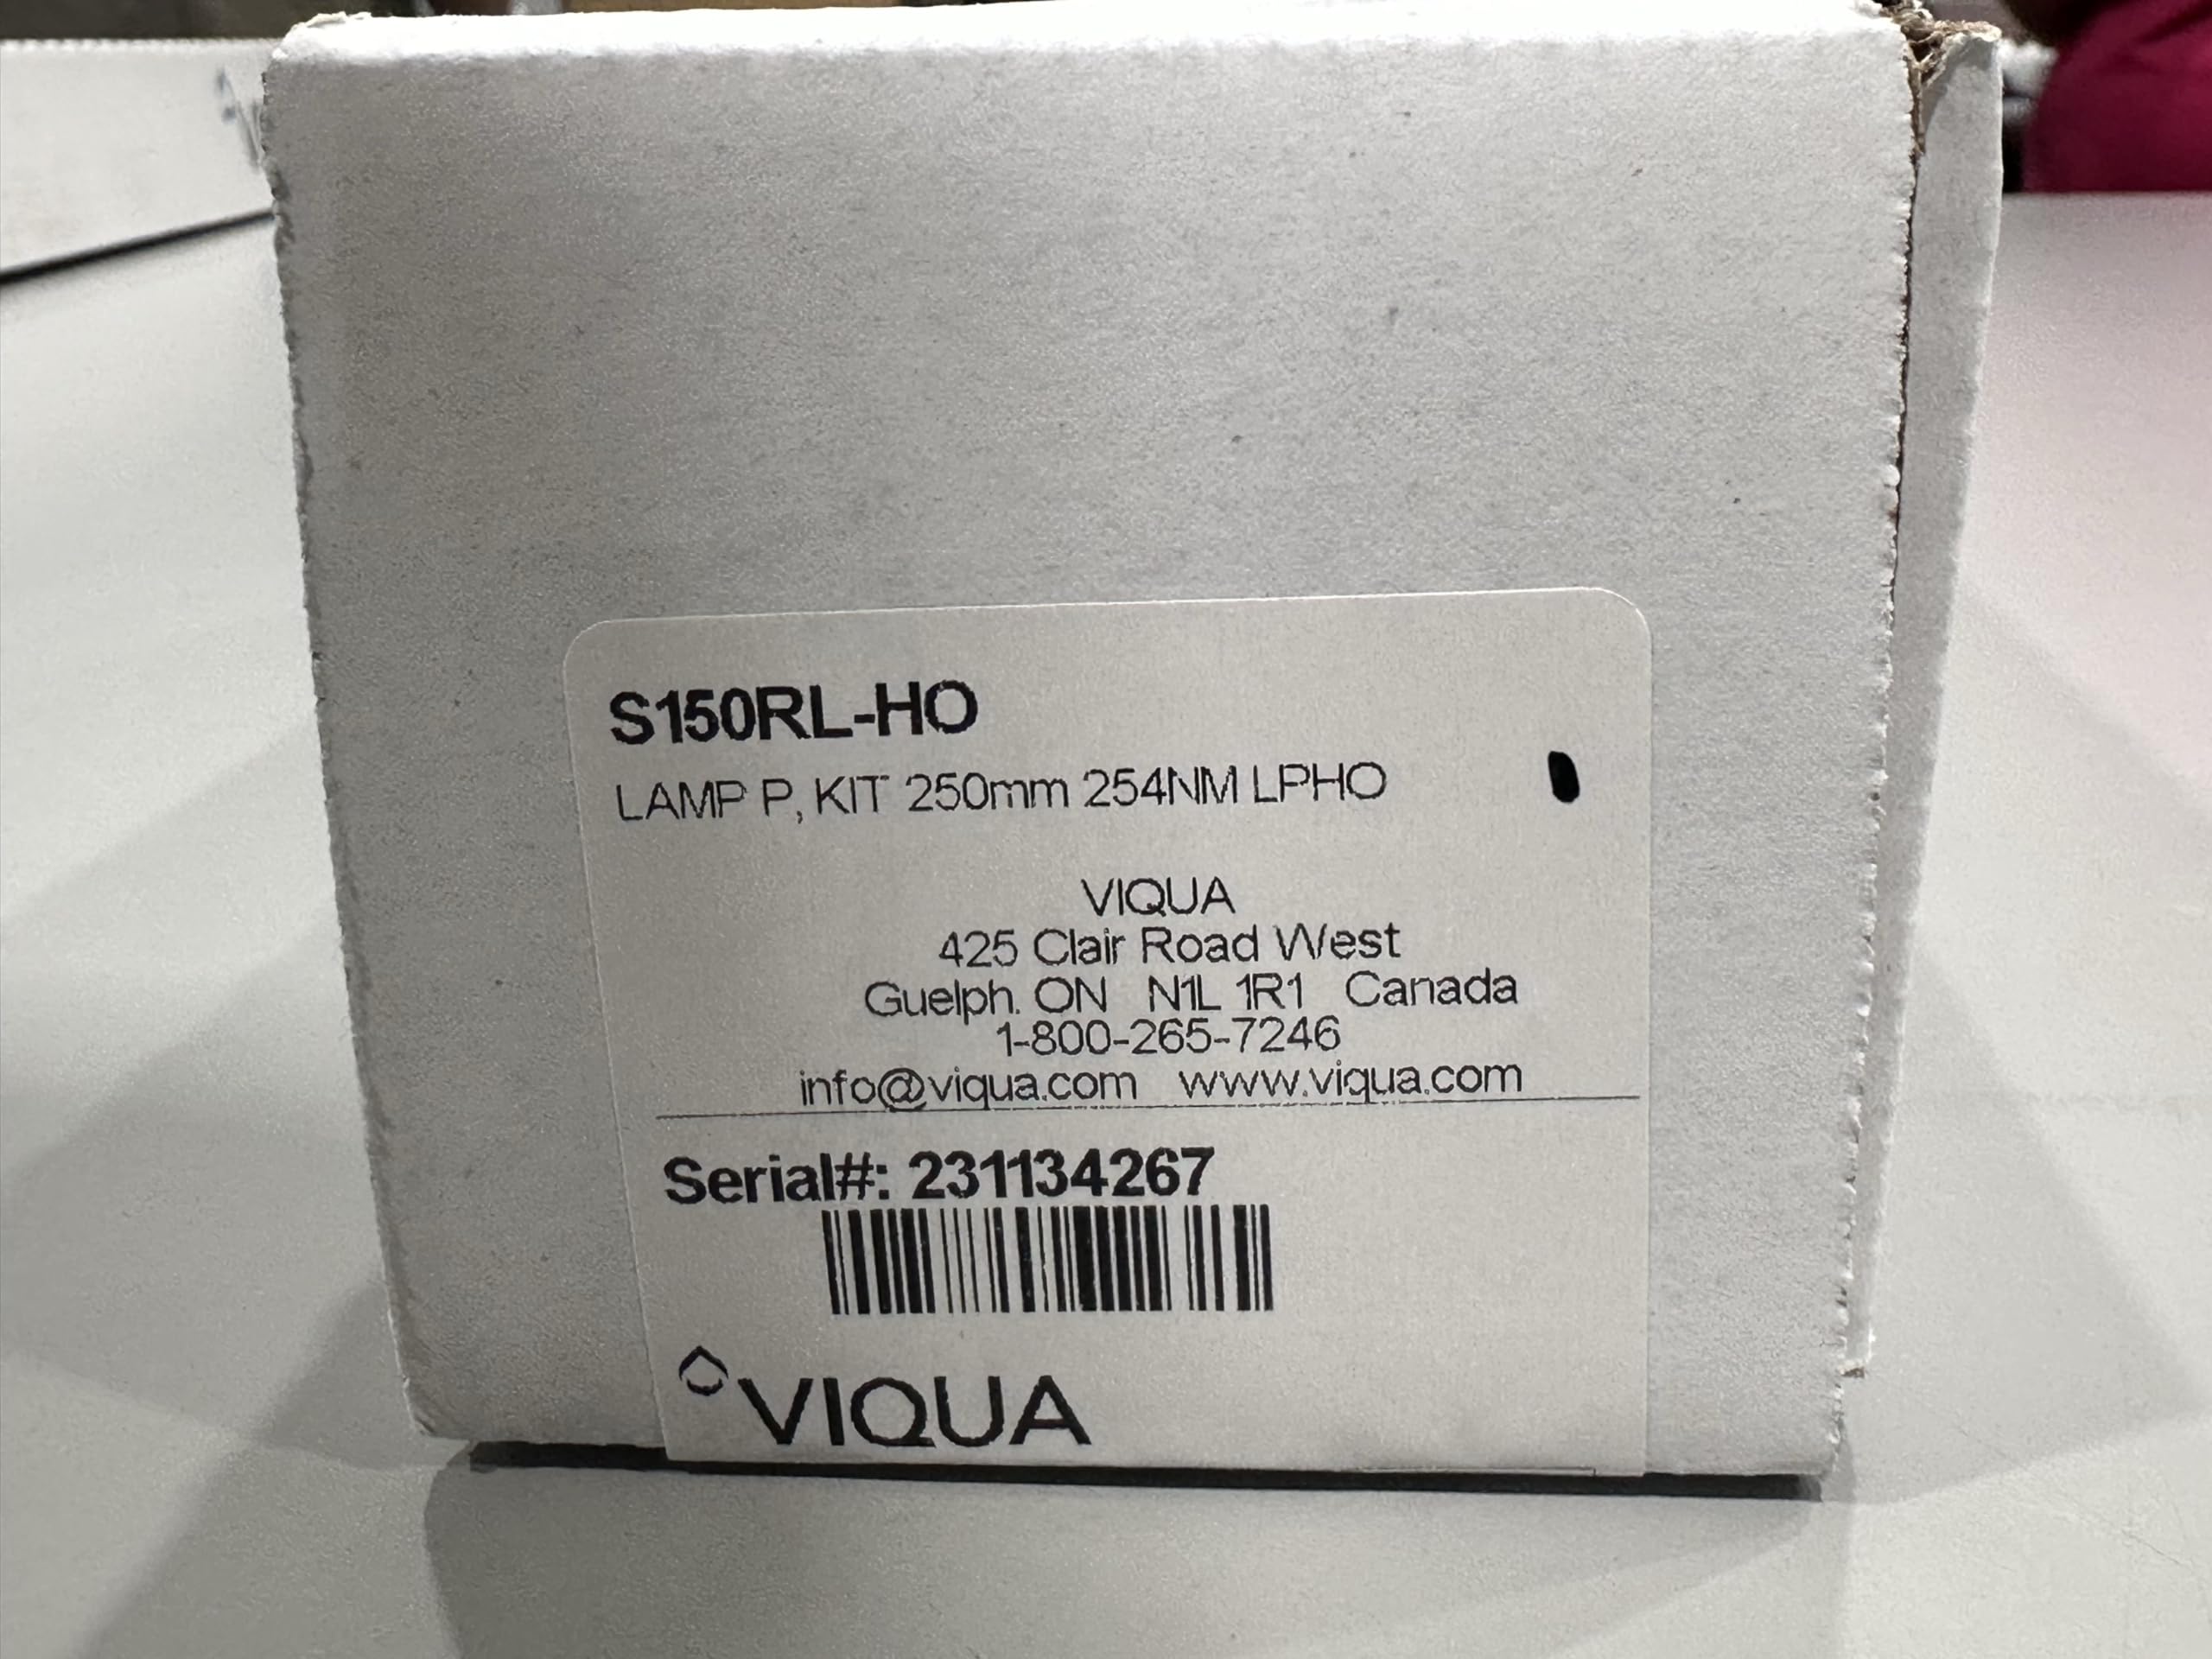 S150RL-HO
LAMP P, KIT 250mm 254NM LPHO
VIQUA
425 Clair Road West
Guelph. ON N1L 1R1 Canada
1-800-265-7246
info@viqua.com www.viqua.com
Serial#: 231134267
VIQUA